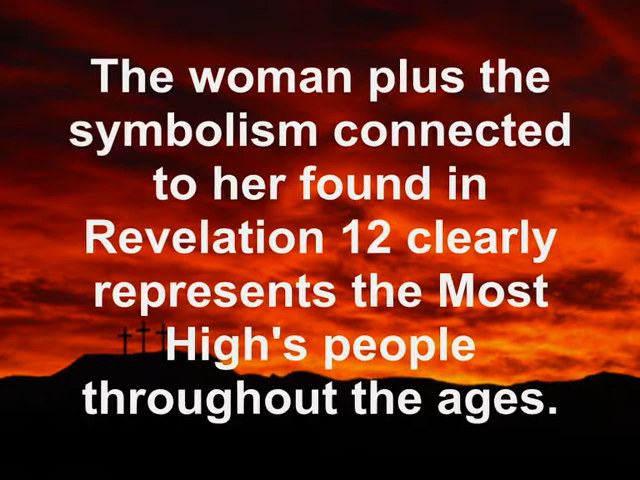 The woman plus the
symbolism connected
to her found in
Revelation 12 clearly
represents the Most
High's people
throughout the ages.